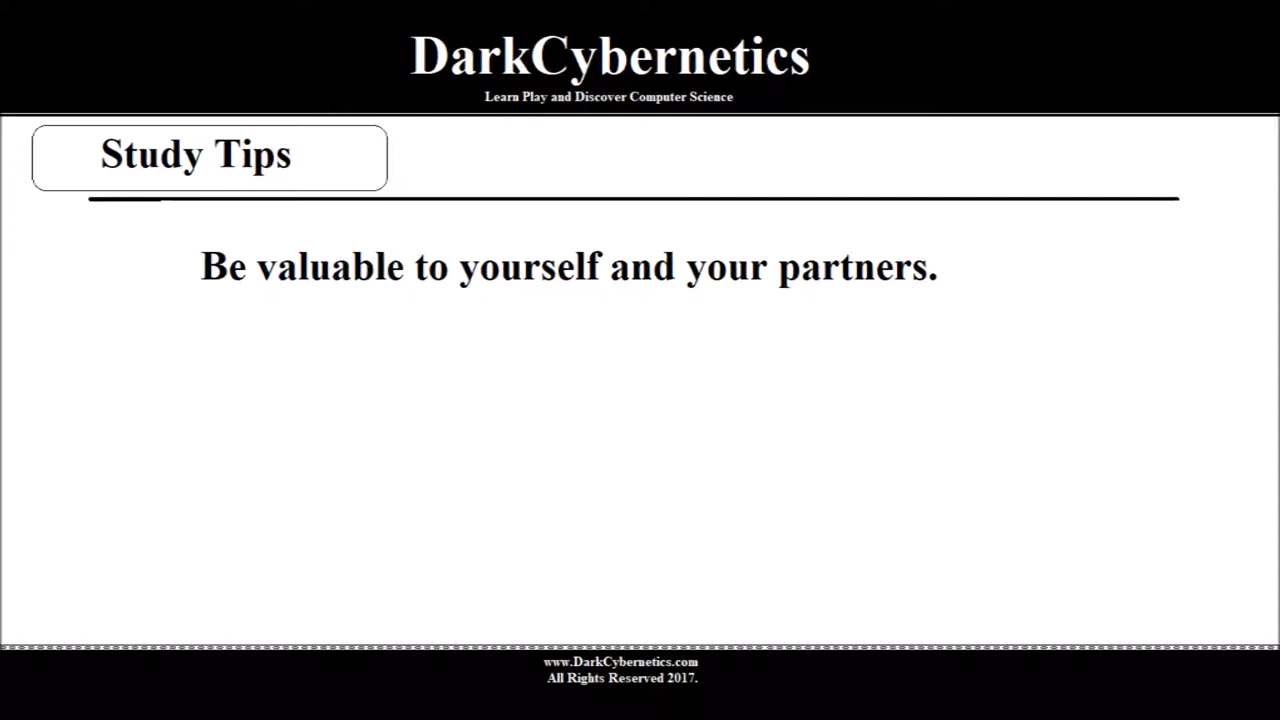 DarkCybernetics
Learn Play and Discover Computer Science
Study Tips
Be valuable to yourself and your partners.
www.DarkCybernetics.com
All Rights Reserved 2017.